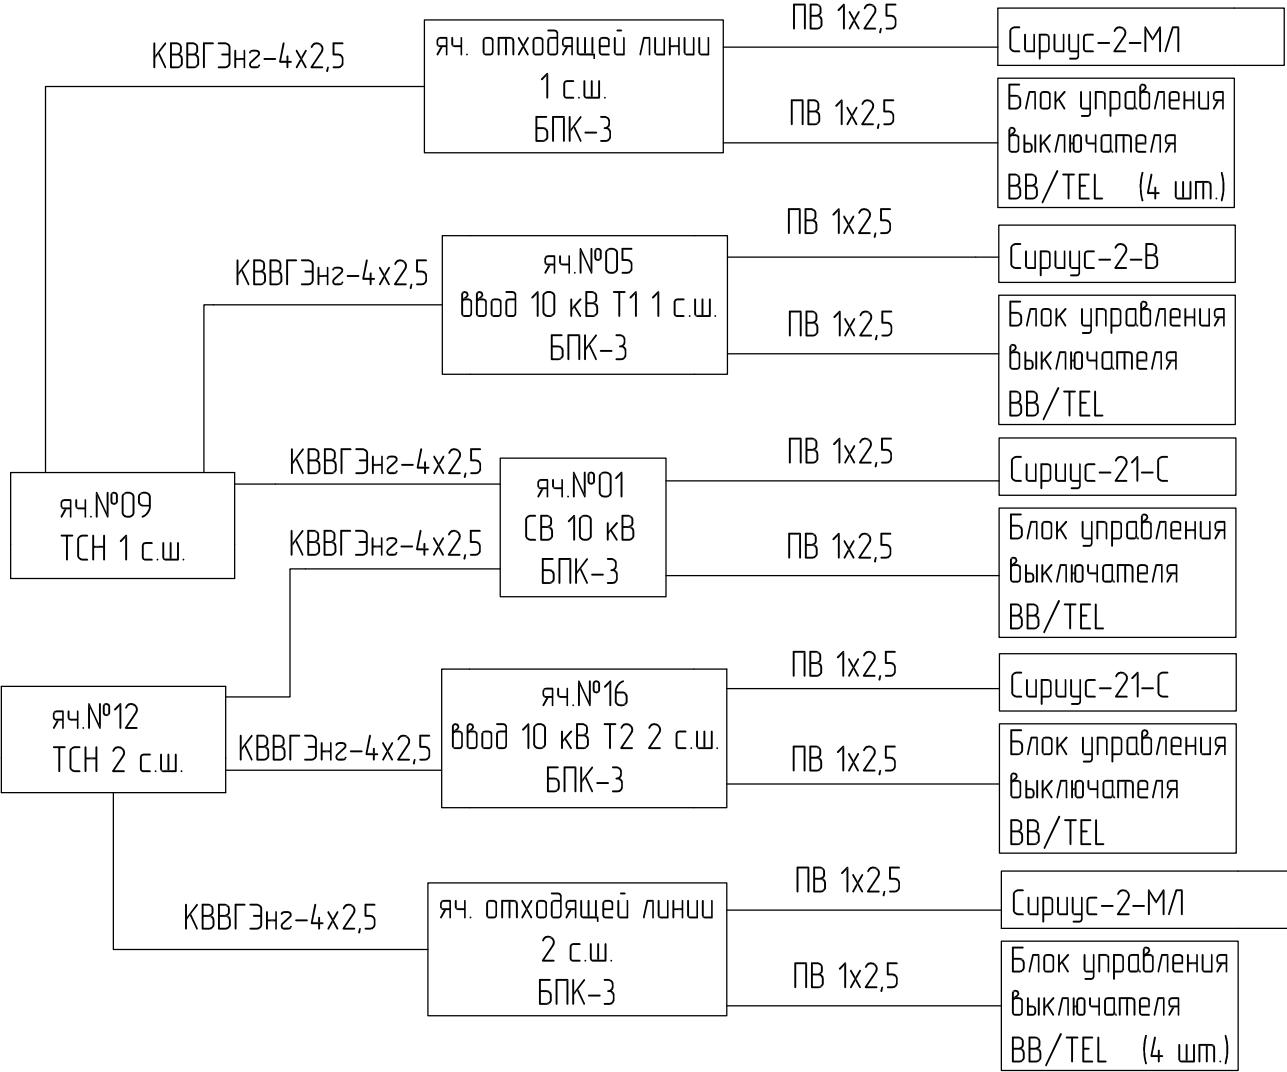 КВВГЭнг-4х2,5
яч. отходящей линии
1 с.ш.
БПК-3
ПВ 1х2,5
Сириус-2-МЛ
ПВ 1х2,5
Блок управления
выключателя
ВВ/TEL (4 шт.)
КВВГЭнг-4х2,5
яч.№05
ввод 10 кВ Т1 1 с.ш.
БПК-3
ПВ 1х2,5
Сириус-2-В
ПВ 1х2,5
Блок управления
выключателя
ВВ/TEL
яч.№09
ТСН 1 с.ш.
КВВГЭнг-4х2,5
КВВГЭнг-4х2,5
яч.№01
СВ 10 кВ
БПК-3
ПВ 1х2,5
Сириус-21-С
ПВ 1х2,5
Блок управления
выключателя
ВВ/TEL
яч.№12
ТСН 2 с.ш.
КВВГЭнг-4х2,5
яч.№16
ввод 10 кВ Т2 2 с.ш.
БПК-3
ПВ 1х2,5
Сириус-21-С
ПВ 1х2,5
Блок управления
выключателя
ВВ/TEL
КВВГЭнг-4х2,5
яч. отходящей линии
2 с.ш.
БПК-3
ПВ 1х2,5
Сириус-2-МЛ
ПВ 1х2,5
Блок управления
выключателя
ВВ/TEL (4 шт.)